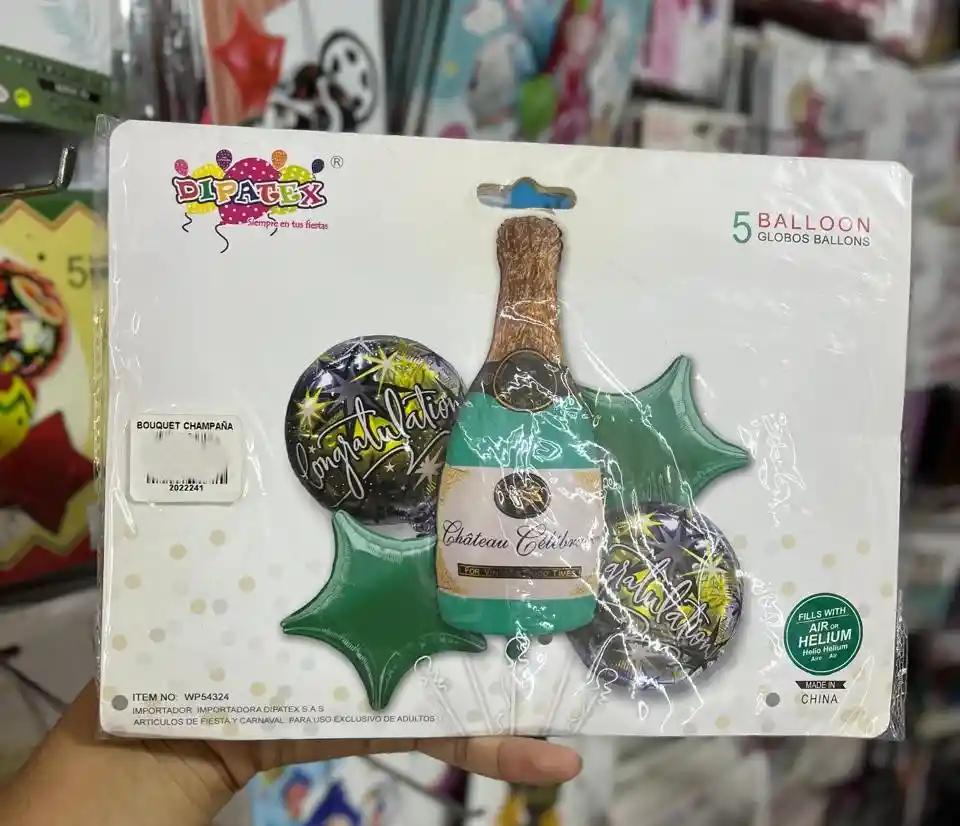 DIPATEX ®
Siempre en tus fiestas
5 BALLOON
GLOBOS BALLONS
BOUQUET CHAMPAÑA
2022241
Congratulation
Château Célébr
gratulation
FILLS WITH
AIR OR
HELIUM
Helio Helium
Aire Air
MADE IN
CHINA
ITEM NO: WP54324
IMPORTADOR IMPORTADORA DIPATEX S.A.S
ARTICULOS DE FIESTA Y CARNAVAL PARA USO EXCLUSIVO DE ADULTOS
5